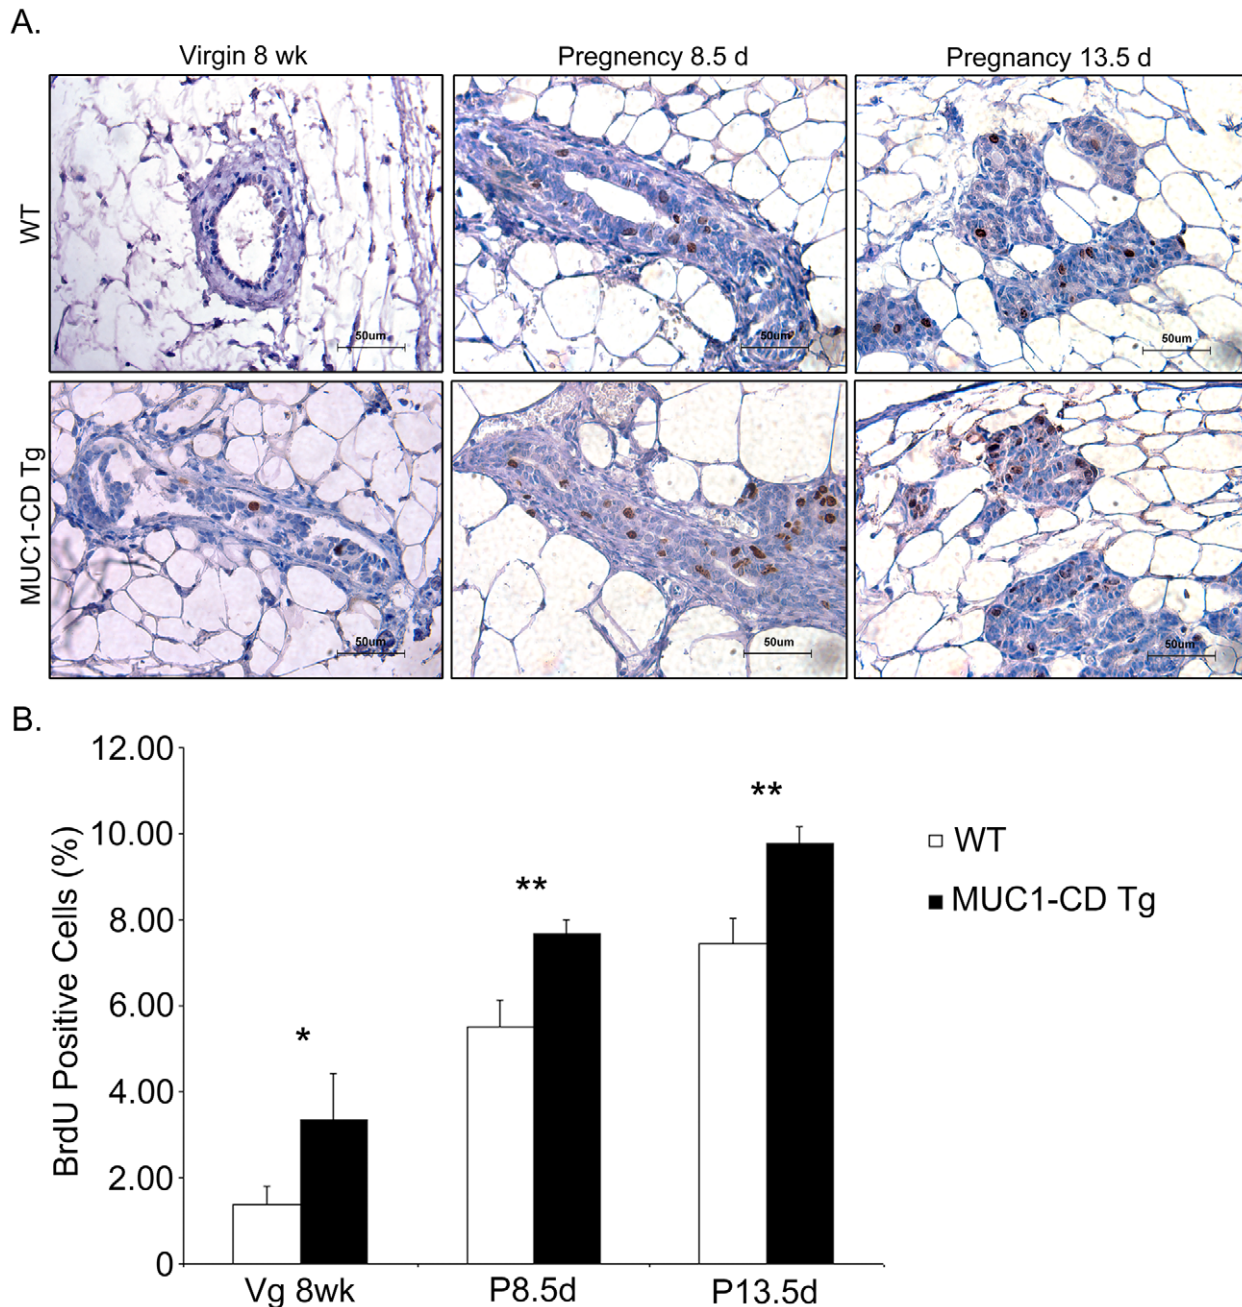 A.
Virgin 8 wk
Pregnency 8.5 d
Pregnancy 13.5 d
WT
50um
50um
50um
MUC1-CD Tg
50um
50um
50um
B.
BrdU Positive Cells (%)
12.00
10.00
8.00
6.00
4.00
2.00
0
*
**
**
Vg 8wk
P8.5d
P13.5d
WT
MUC1-CD Tg